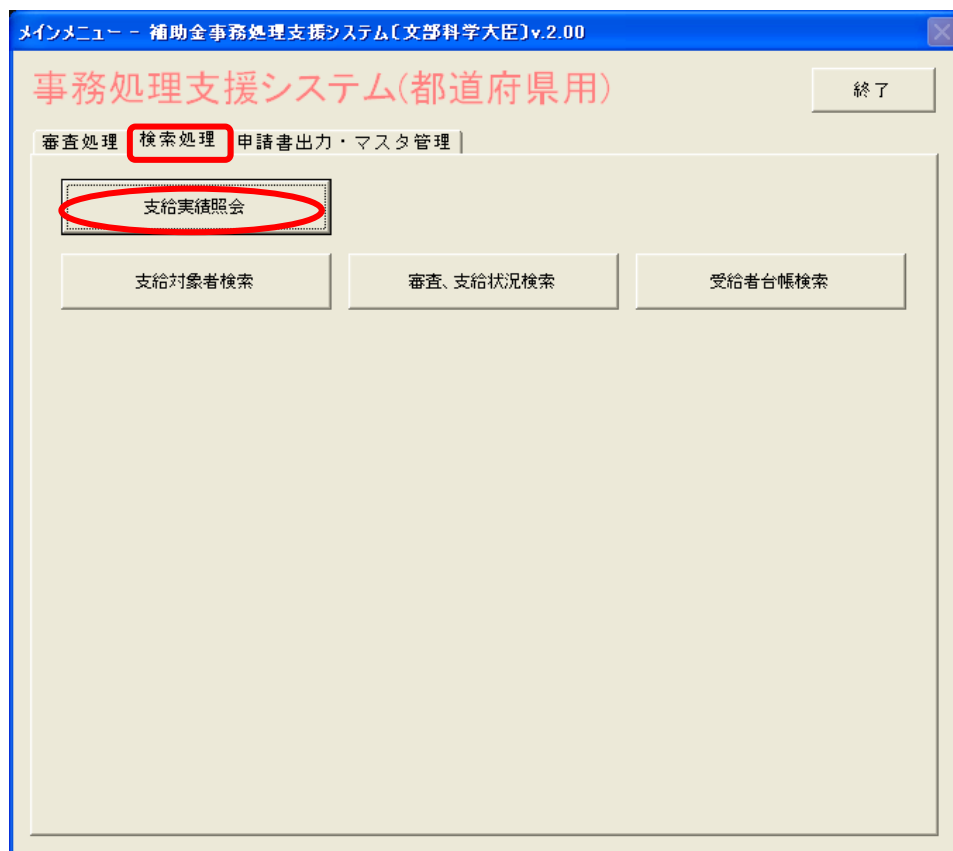 メインメニュー － 補助金事務処理支援システム〔文部科学大臣〕v.2.00
事務処理支援システム(都道府県用)
終了
審査処理 検索処理 申請書出力・マスタ管理
支給実績照会
支給対象者検索 審査、支給状況検索 受給者台帳検索